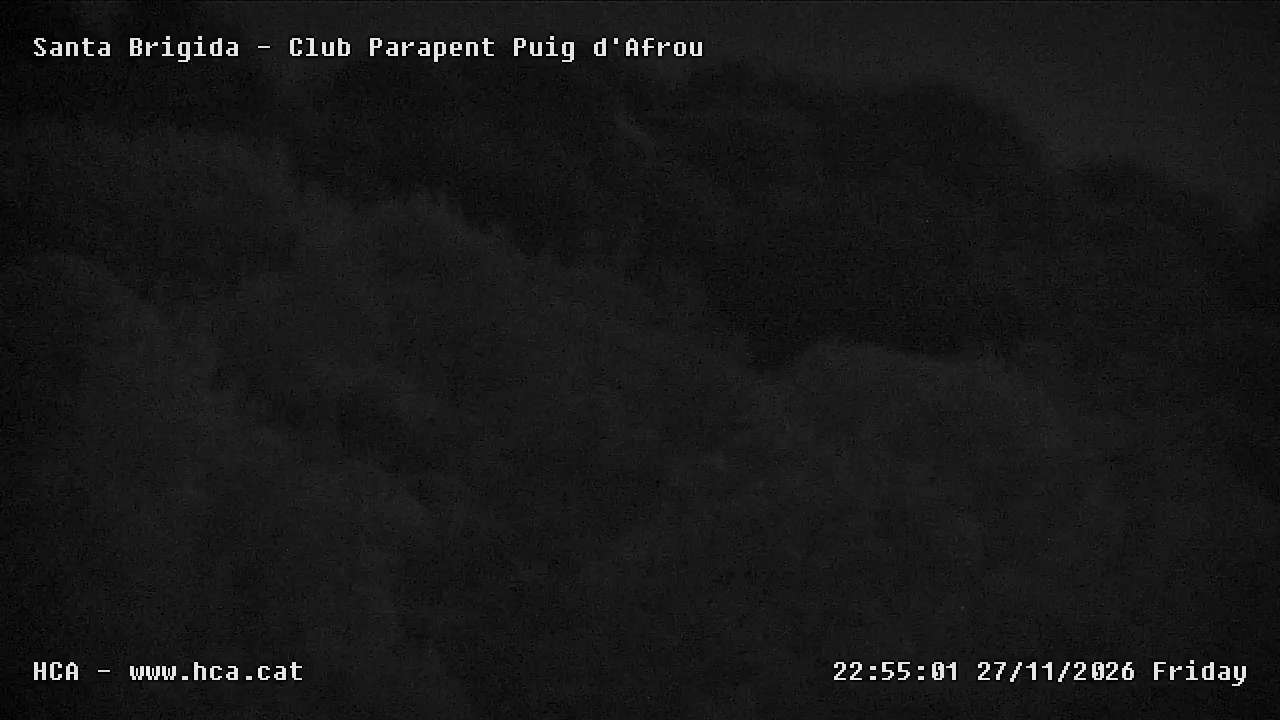 Santa Brigida - Club Parapent Puig d'Afrou
HCA - www.hca.cat
22:55:01 27/11/2026 Friday